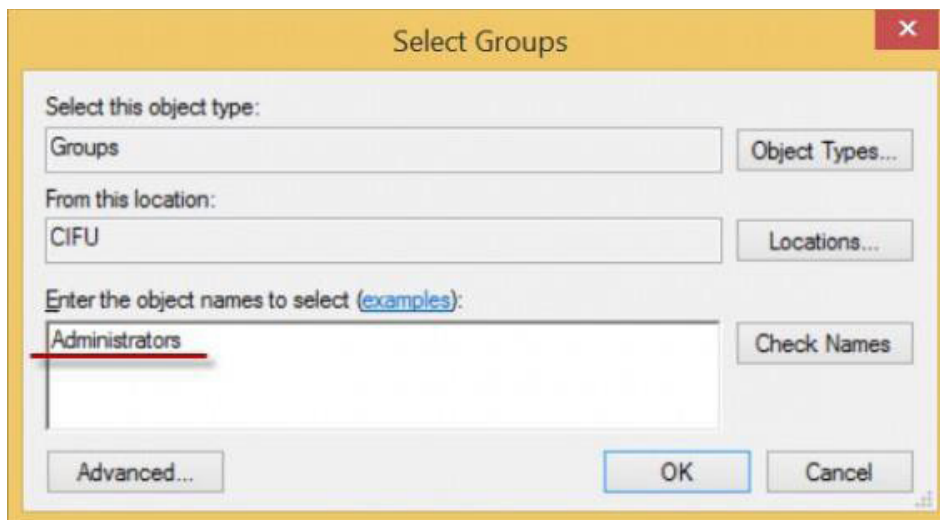 Select Groups
Select this object type:
Groups
Object Types...
From this location:
CIFU
Locations...
Enter the object names to select (examples):
Administrators
Check Names
Advanced...
OK
Cancel